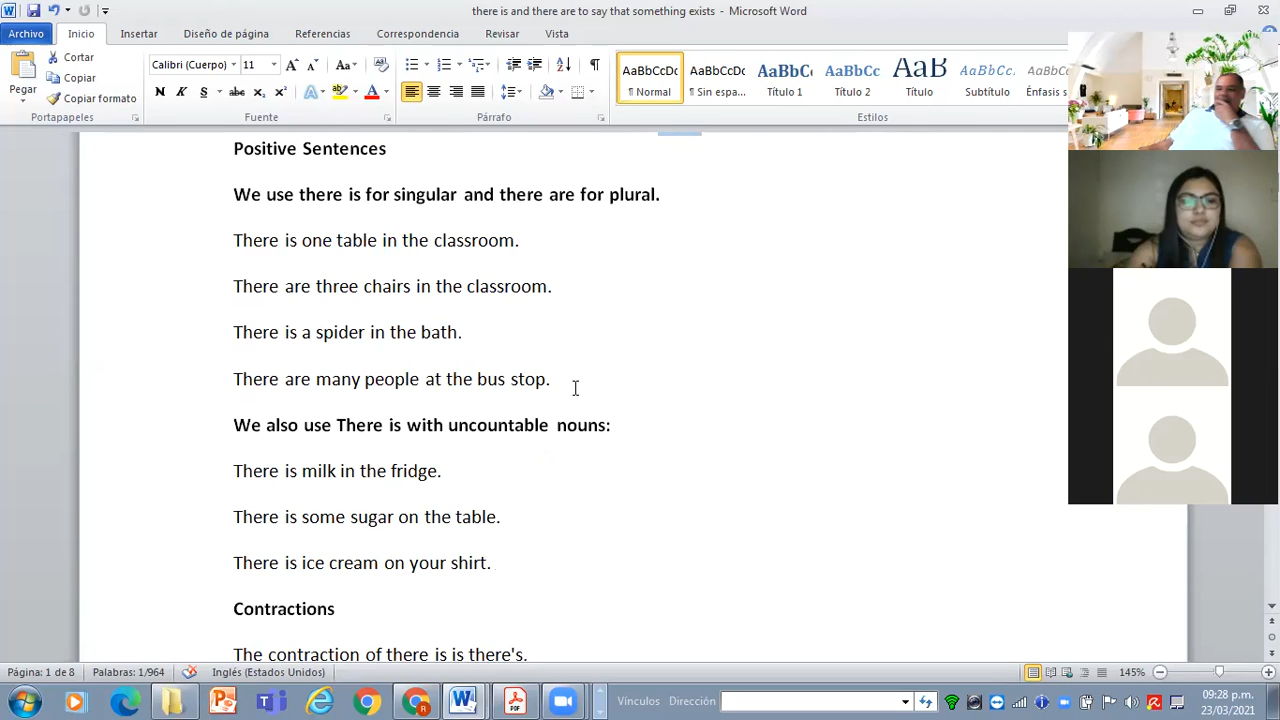 there is and there are to say that something exists - Microsoft Word
Archivo Inicio Insertar Diseño de página Referencias Correspondencia Revisar Vista
Pegar
Cortar
Copiar
Copiar formato
Portapapeles
Calibri (Cuerpo) 11
N K S abc x₂ x²
Fuente
Párrafo
AaBbCcDc AaBbCcDc AaBbC AaBbCc AaB AaBbCc AaBbCcD
¶ Normal ¶ Sin espa... Título 1 Título 2 Título Subtítulo Énfasis s
Estilos
Positive Sentences
We use there is for singular and there are for plural.
There is one table in the classroom.
There are three chairs in the classroom.
There is a spider in the bath.
There are many people at the bus stop.
We also use There is with uncountable nouns:
There is milk in the fridge.
There is some sugar on the table.
There is ice cream on your shirt.
Contractions
The contraction of there is is there's.
Página: 1 de 8 Palabras: 1/964 Inglés (Estados Unidos) 145%
Vínculos Dirección
09:28 p.m.
23/03/2021